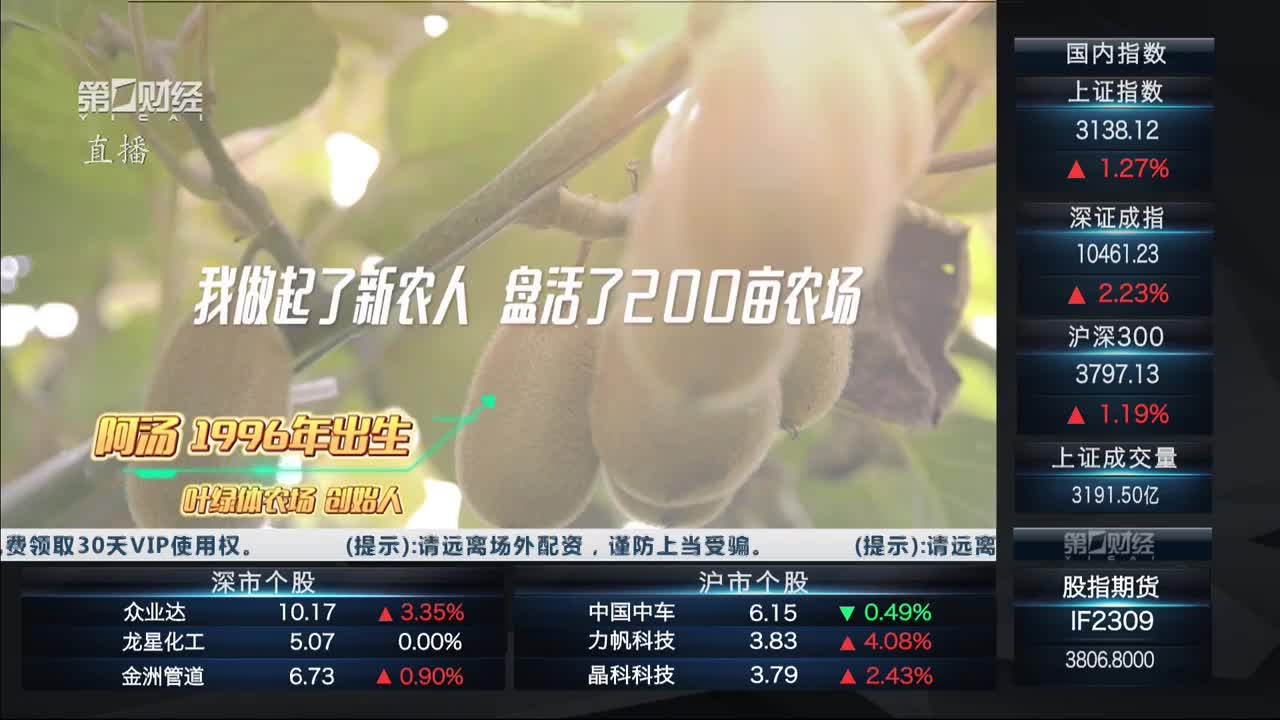 第一财经
YICAI
直播
我做起了新农人 盘活了200亩农场
阿汤 1996年出生
叶绿体农场 创始人
费领取30天VIP使用权。 (提示):请远离场外配资，谨防上当受骗。 (提示):请远离
深市个股
众业达 10.17 ▲ 3.35%
龙星化工 5.07 0.00%
金洲管道 6.73 ▲ 0.90%
沪市个股
中国中车 6.15 ▼ 0.49%
力帆科技 3.83 ▲ 4.08%
晶科科技 3.79 ▲ 2.43%
国内指数
上证指数
3138.12
▲ 1.27%
深证成指
10461.23
▲ 2.23%
沪深300
3797.13
▲ 1.19%
上证成交量
3191.50亿
第一财经
YICAI
股指期货
IF2309
3806.8000